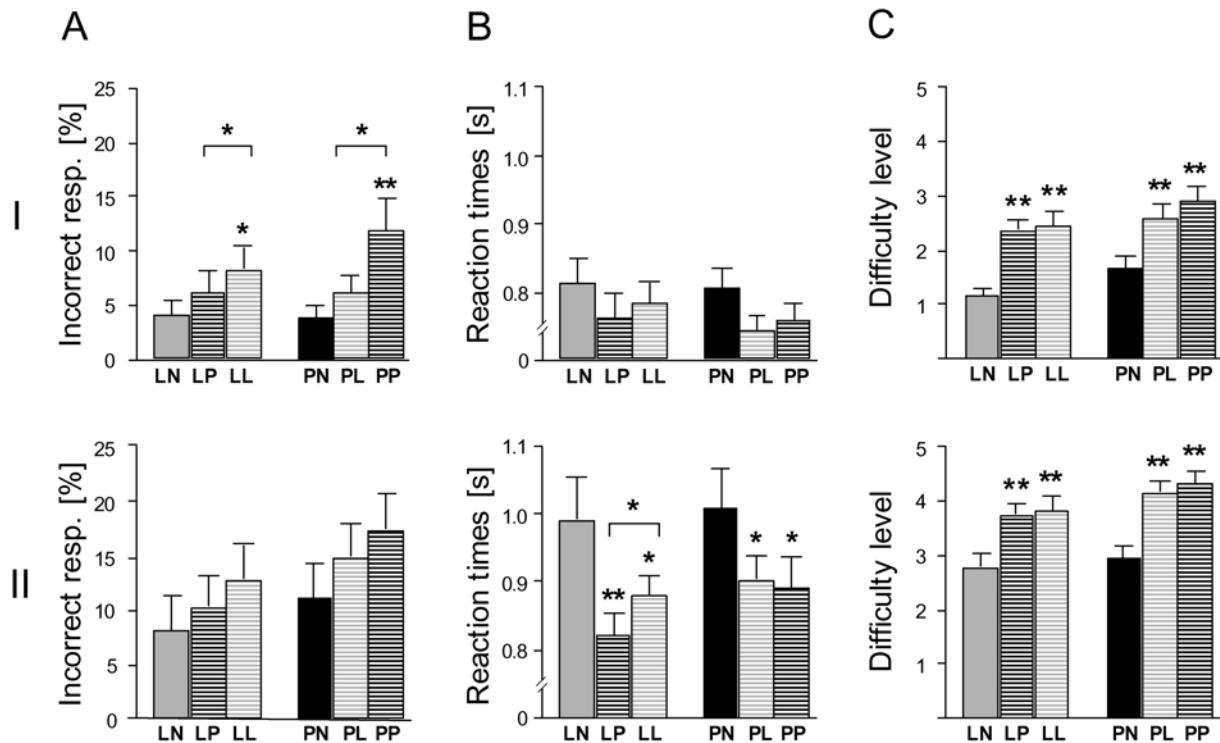 A B C
I
Incorrect resp. [%]
25
20
15
10
5
0
*
*
*
**
LN LP LL PN PL PP
Reaction times [s]
1.1
1.0
0.9
0.8
0
LN LP LL PN PL PP
Difficulty level
5
4
3
2
1
** ** ** **
LN LP LL PN PL PP
II
Incorrect resp. [%]
25
20
15
10
5
0
LN LP LL PN PL PP
Reaction times [s]
1.1
1.0
0.9
0.8
0
*
**
*
*
*
LN LP LL PN PL PP
Difficulty level
5
4
3
2
1
** ** ** **
LN LP LL PN PL PP